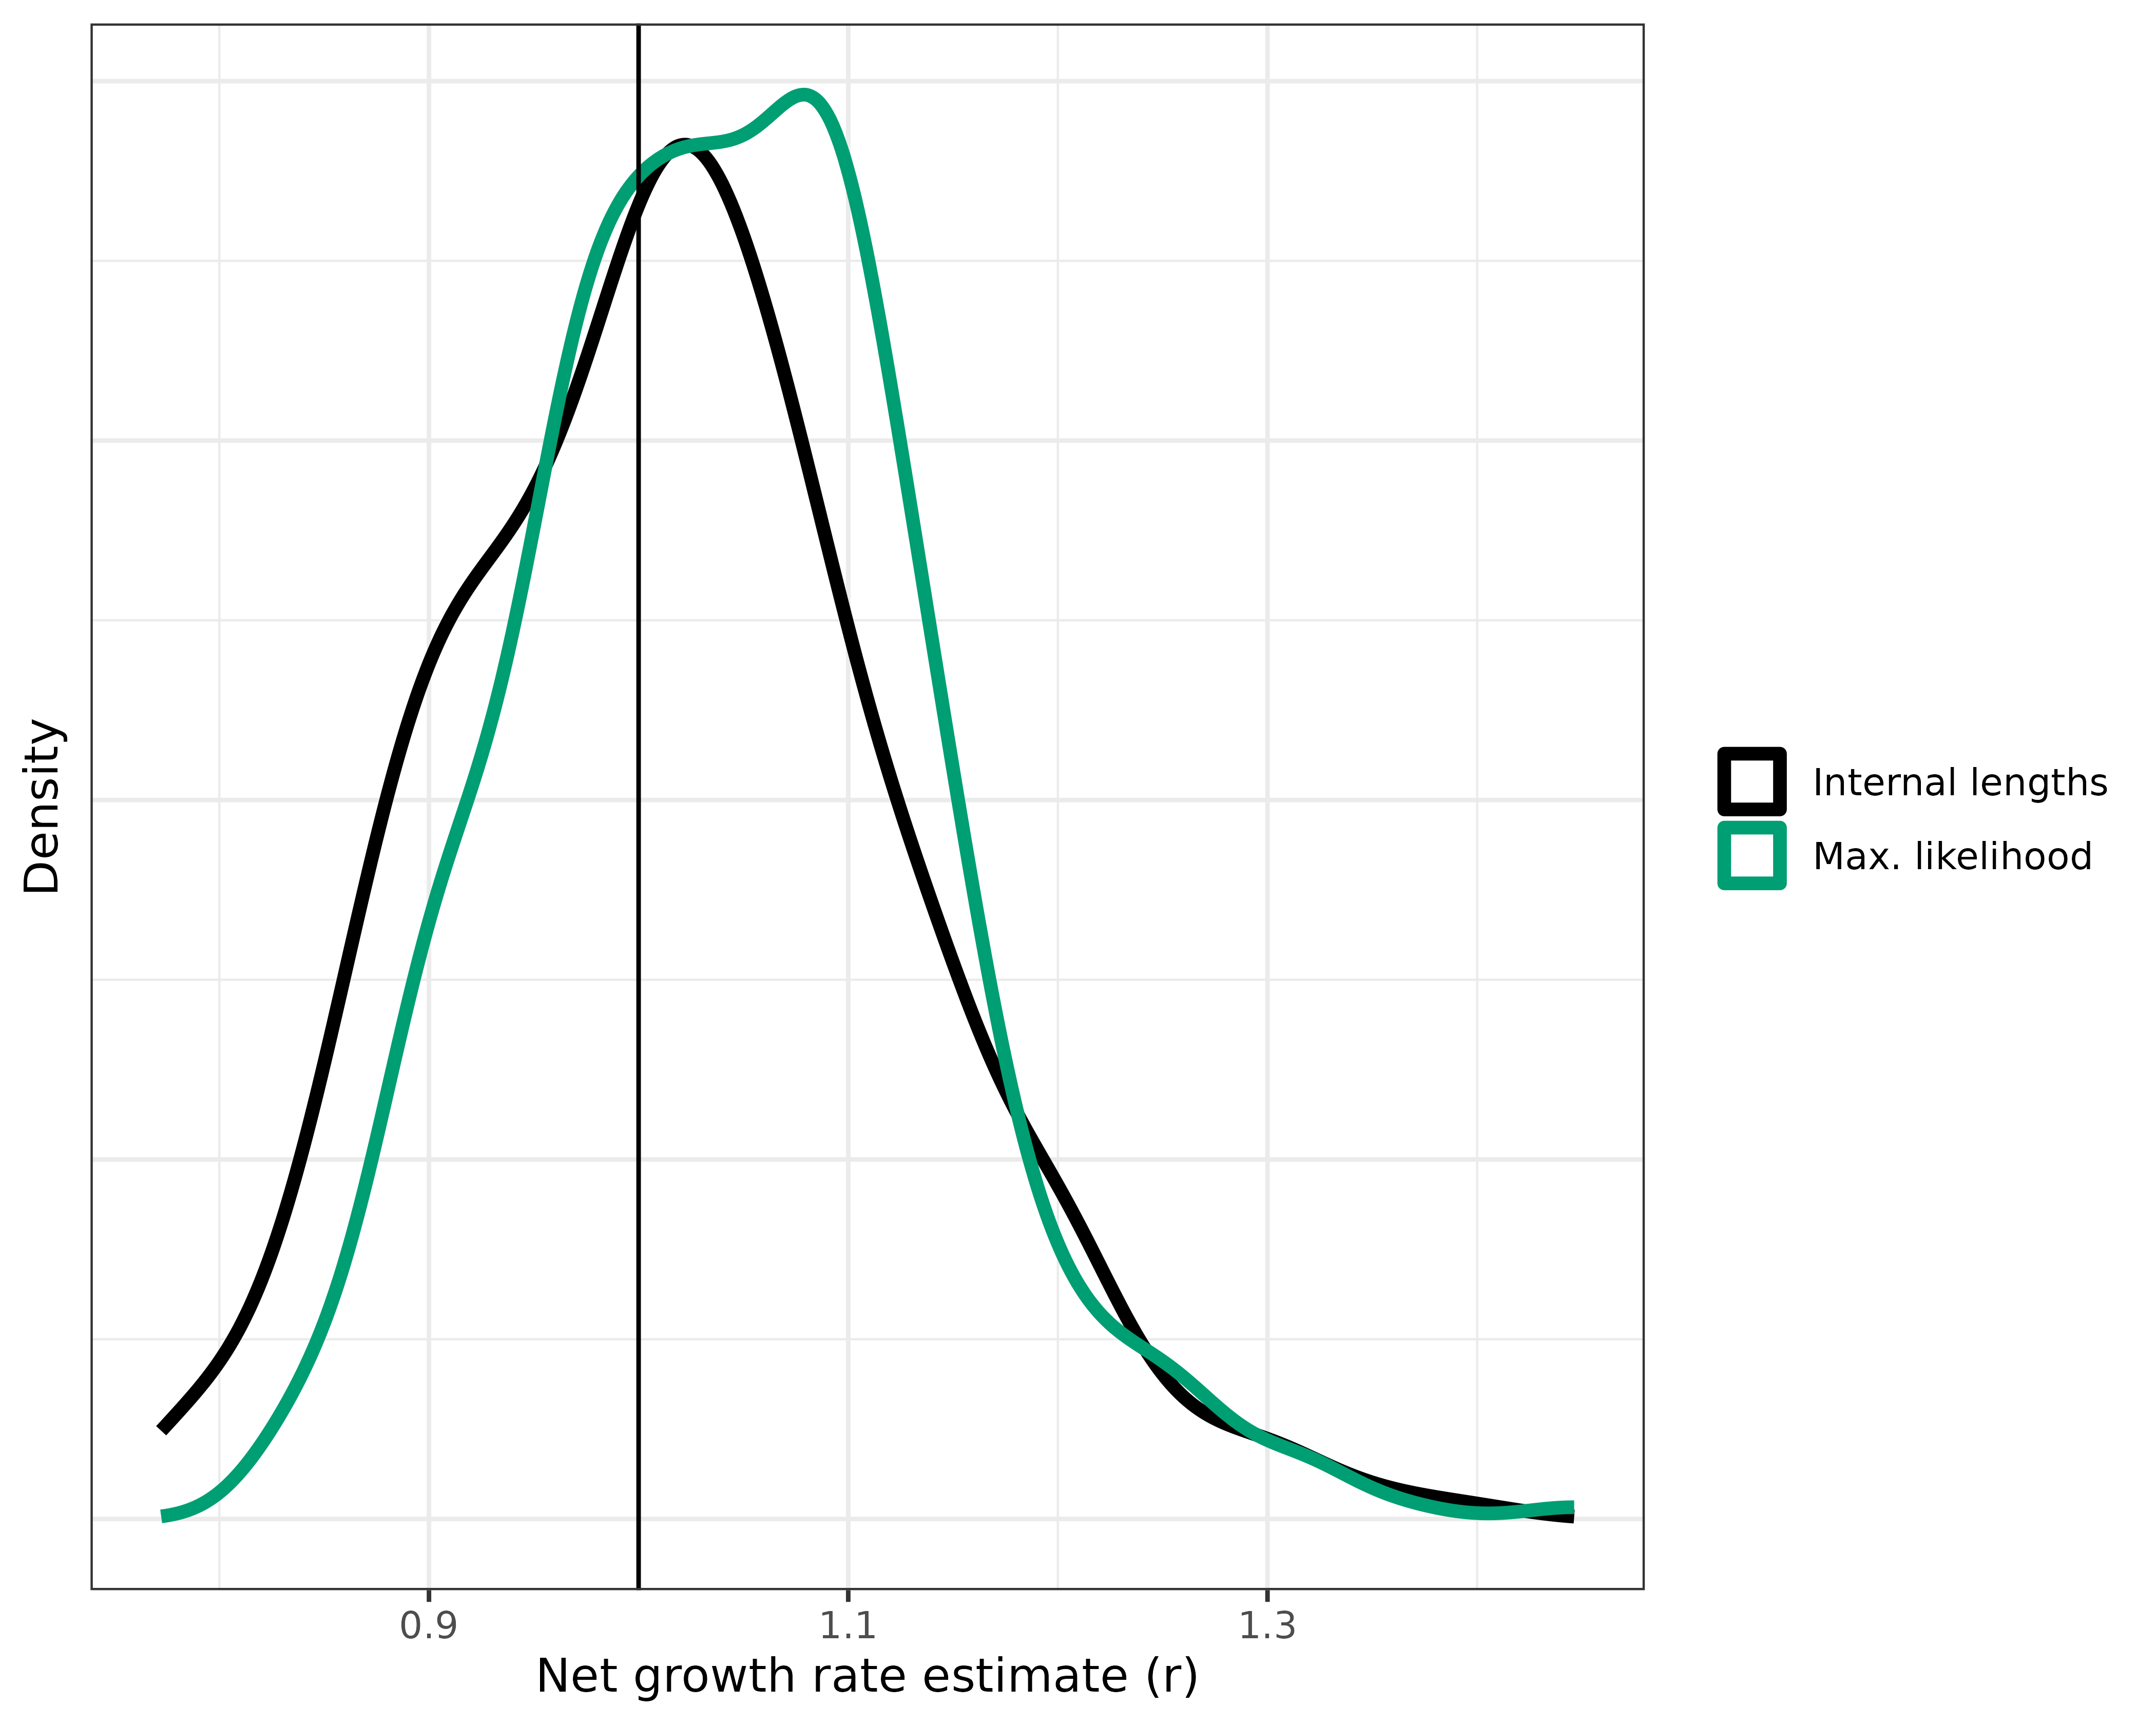 Density
Internal lengths
Max. likelihood
0.9 1.1 1.3
Net growth rate estimate (r)